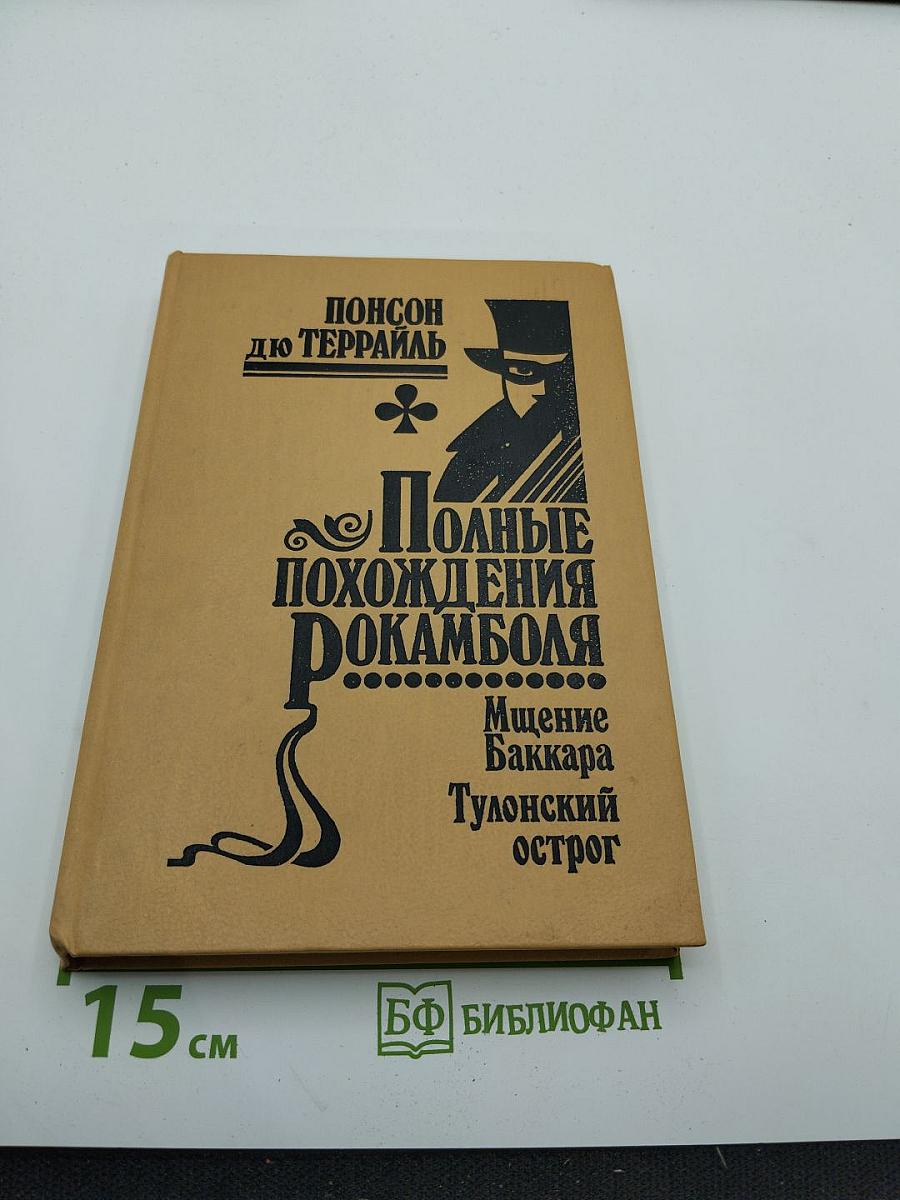 ПОНСОН
дю ТЕРРАЙЛЬ
ПОЛНЫЕ
ПОХОЖДЕНИЯ
РОКАМБОЛЯ
Мщение
Баккара
Тулонский
острог
15 см
БФ БИБЛИОФАН